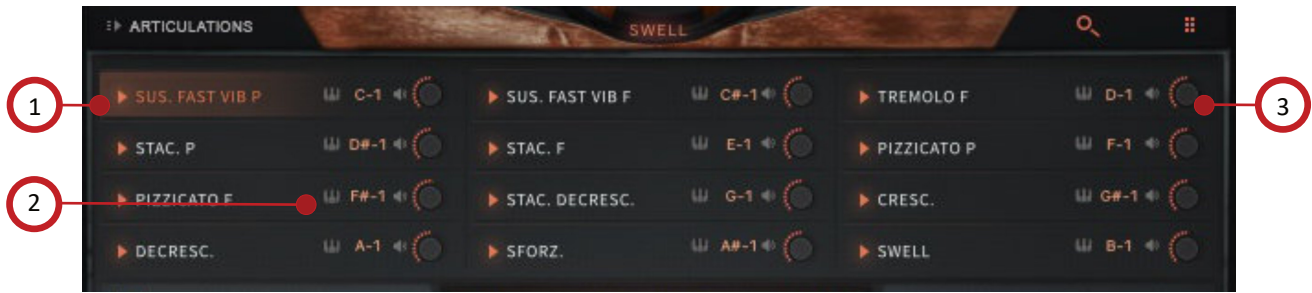 ARTICULATIONS SWELL
1 SUS. FAST VIB P C-1 SUS. FAST VIB F C#-1 TREMOLO F D-1 3
STAC. P D#-1 STAC. F E-1 PIZZICATO P F-1
2 PIZZICATO F F#-1 STAC. DECRESC. G-1 CRESC. G#-1
DECRESC. A-1 SFORZ. A#-1 SWELL B-1